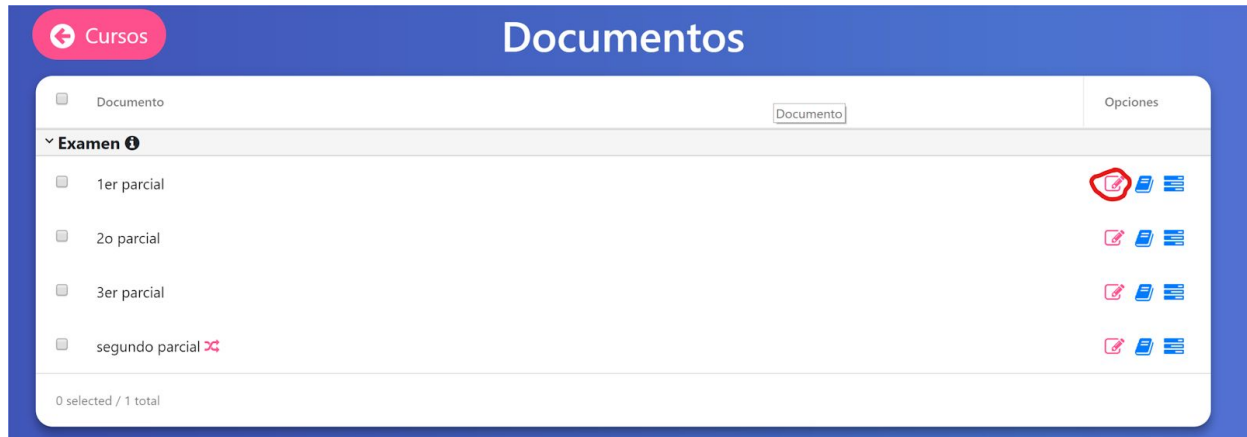 Cursos
Documentos
Documento
Documento
Opciones
Examen
1er parcial
2o parcial
3er parcial
segundo parcial
0 selected / 1 total